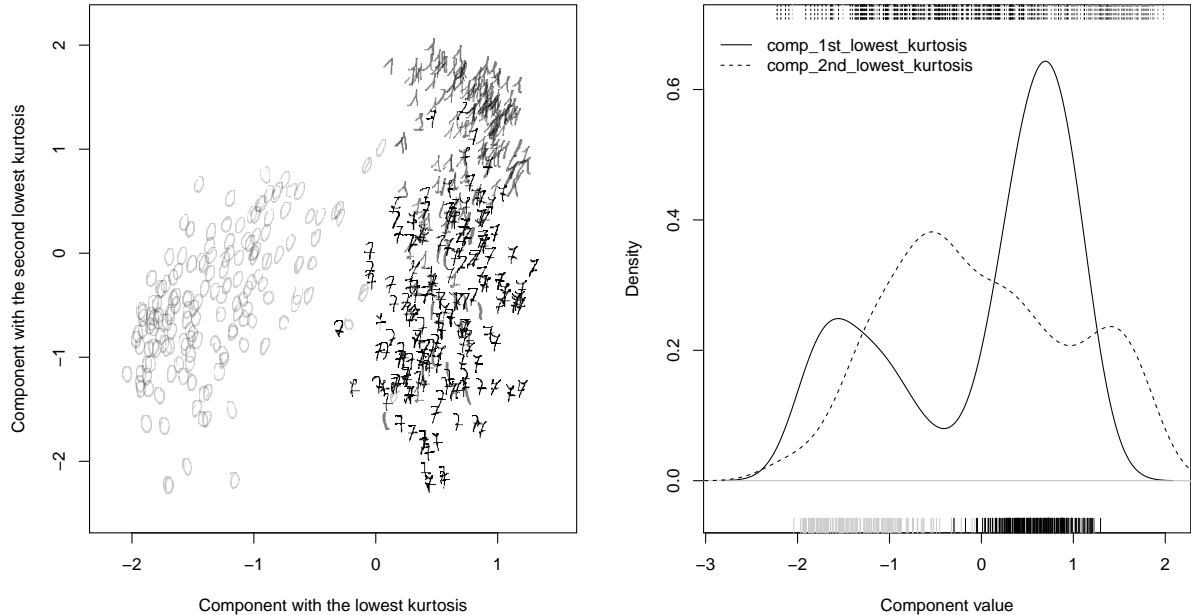 Component with the second lowest kurtosis
2
1
0
−1
−2
−2 −1 0 1
Component with the lowest kurtosis
comp_1st_lowest_kurtosis
comp_2nd_lowest_kurtosis
Density
0.6
0.4
0.2
0.0
−3 −2 −1 0 1 2
Component value